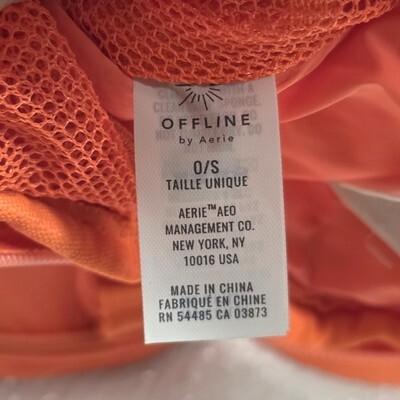 OFFLINE
by Aerie
O/S
TAILLE UNIQUE
AERIE™AEO
MANAGEMENT CO.
NEW YORK, NY
10016 USA
MADE IN CHINA
FABRIQUÉ EN CHINE
RN 54485 CA 03873